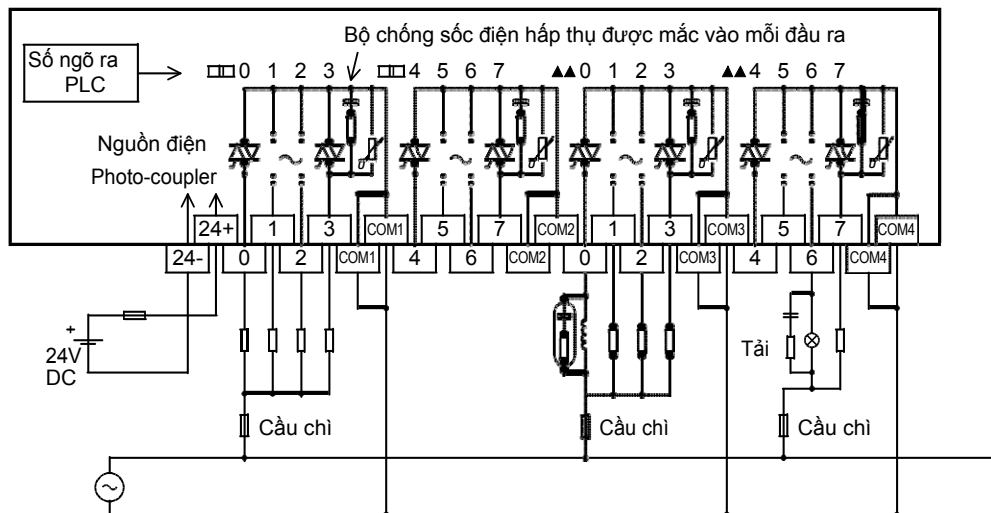 Bộ chống sốc điện hấp thụ được mắc vào mỗi đầu ra
Số ngõ ra
PLC
0 1 2 3 4 5 6 7 ▲▲ 0 1 2 3 ▲▲ 4 5 6 7
Nguồn điện
Photo-coupler
24+ 1 3 COM1 5 7 COM2 1 3 COM3 5 7 COM4
24- 0 2 COM1 4 6 COM2 0 2 COM3 4 6 COM4
+
24V
DC
Tải
Cầu chì Cầu chì Cầu chì